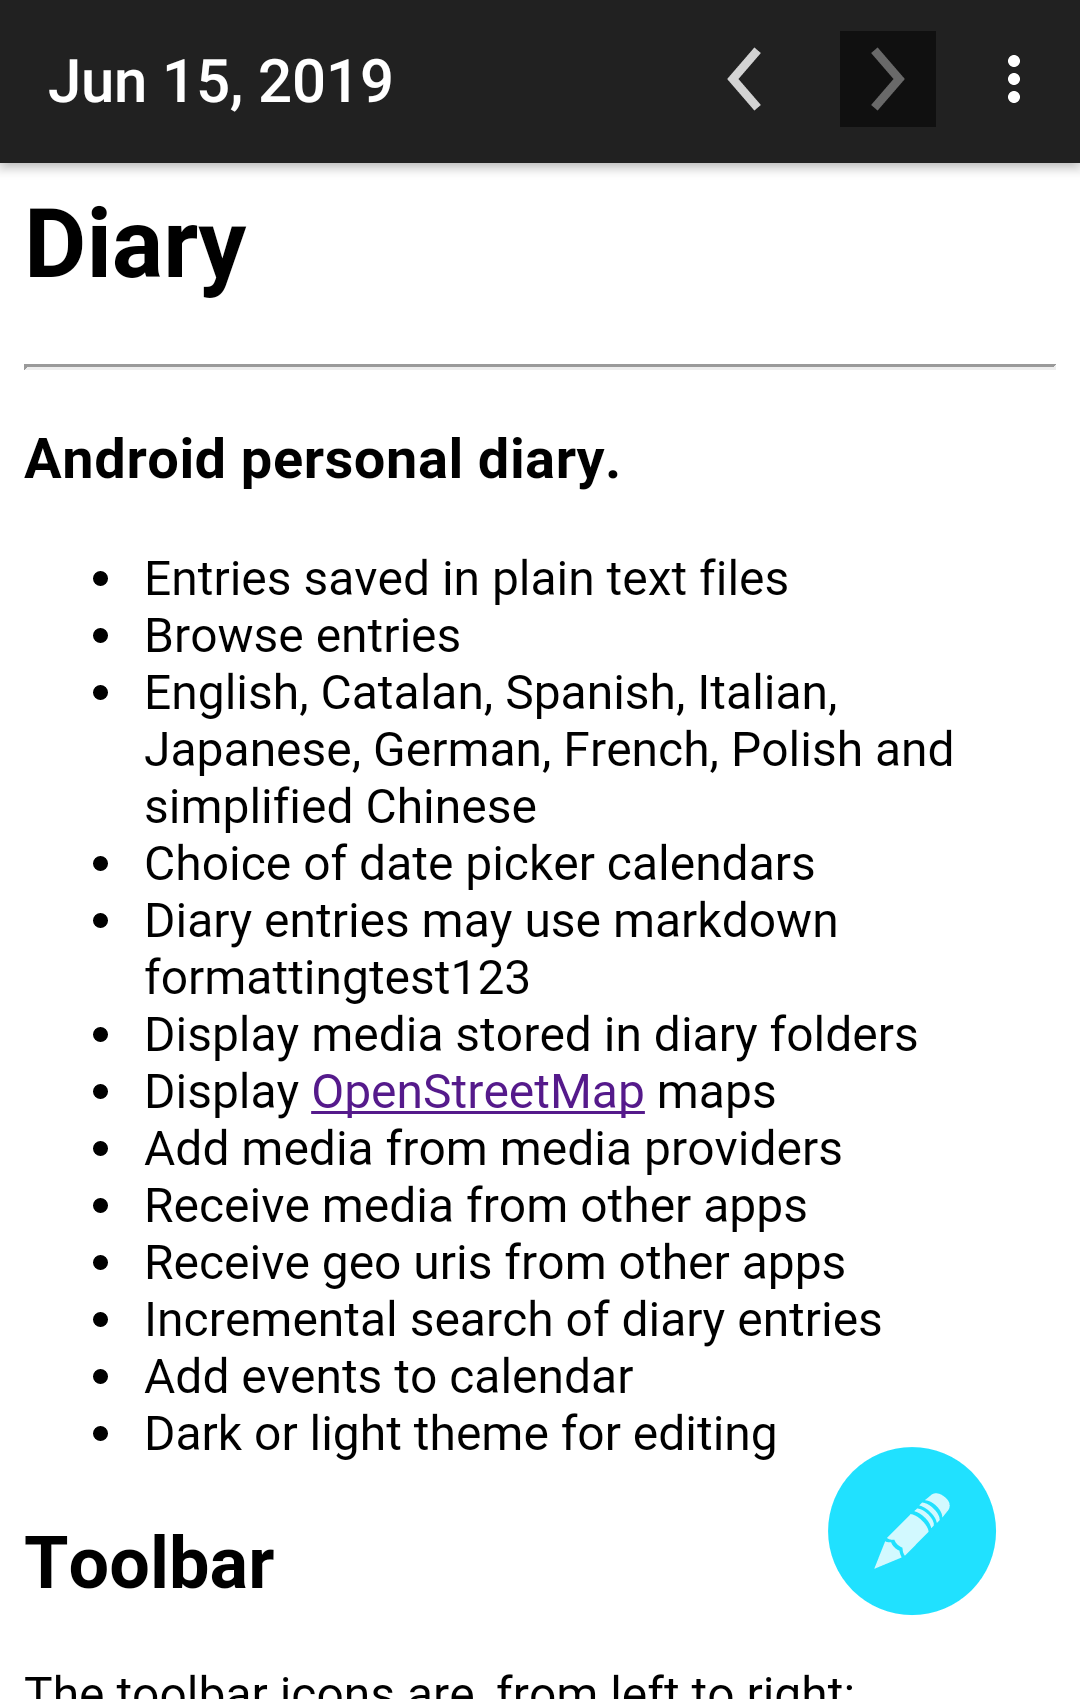 Jun 15, 2019
Diary
Android personal diary.
Entries saved in plain text files
Browse entries
English, Catalan, Spanish, Italian,
Japanese, German, French, Polish and
simplified Chinese
Choice of date picker calendars
Diary entries may use markdown
formattingtest123
Display media stored in diary folders
Display OpenStreetMap maps
Add media from media providers
Receive media from other apps
Receive geo uris from other apps
Incremental search of diary entries
Add events to calendar
Dark or light theme for editing
Toolbar
The toolbar icons are, from left to right: